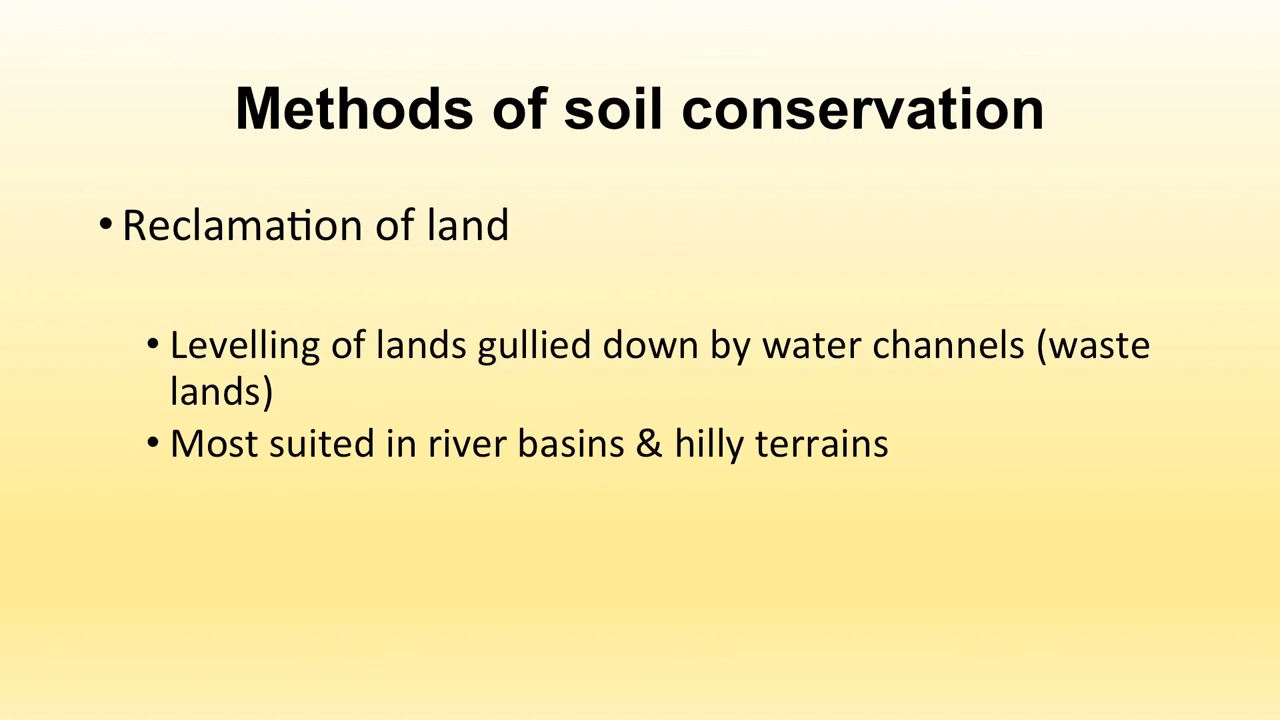 Methods of soil conservation
• Reclamation of land
• Levelling of lands gullied down by water channels (waste
lands)
• Most suited in river basins & hilly terrains